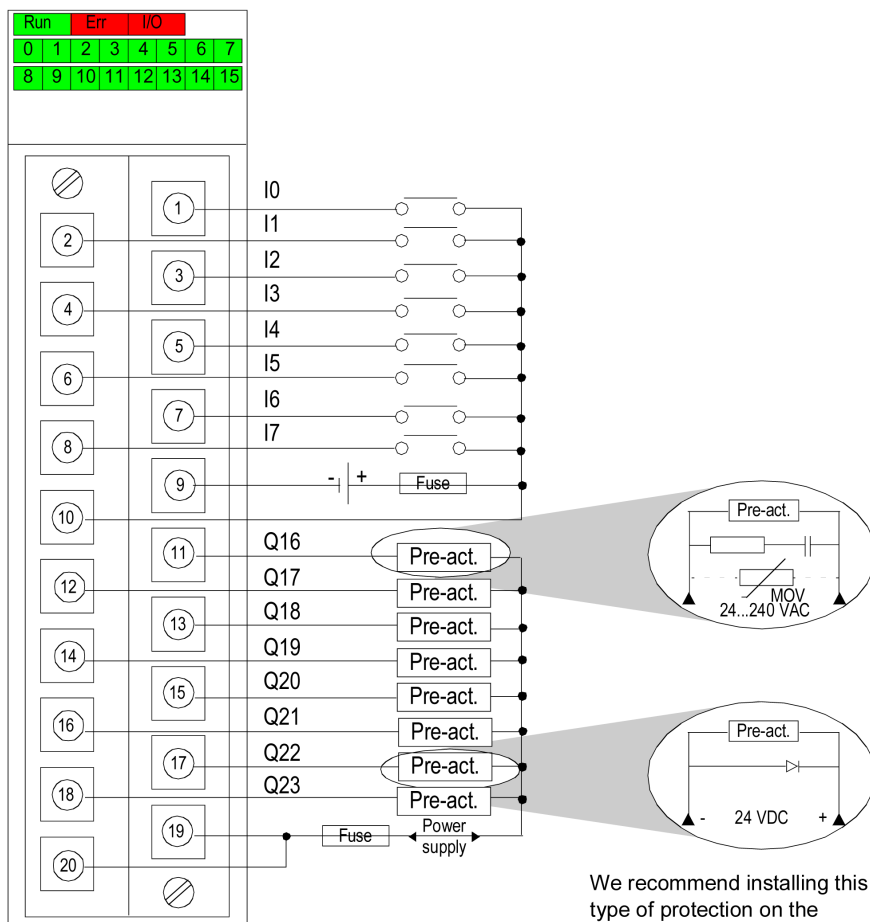 Run Err I/O
0 1 2 3 4 5 6 7
8 9 10 11 12 13 14 15
1 I0
2 I1
3 I2
4 I3
5 I4
6 I5
7 I6
8 I7
9 - + Fuse
10
11 Q16 Pre-act.
12 Q17 Pre-act.
13 Q18 Pre-act.
14 Q19 Pre-act.
15 Q20 Pre-act.
16 Q21 Pre-act.
17 Q22 Pre-act.
18 Q23 Pre-act.
19 Fuse Power
supply
20
Pre-act.
MOV
24...240 VAC
Pre-act.
- 24 VDC +
We recommend installing this
type of protection on the